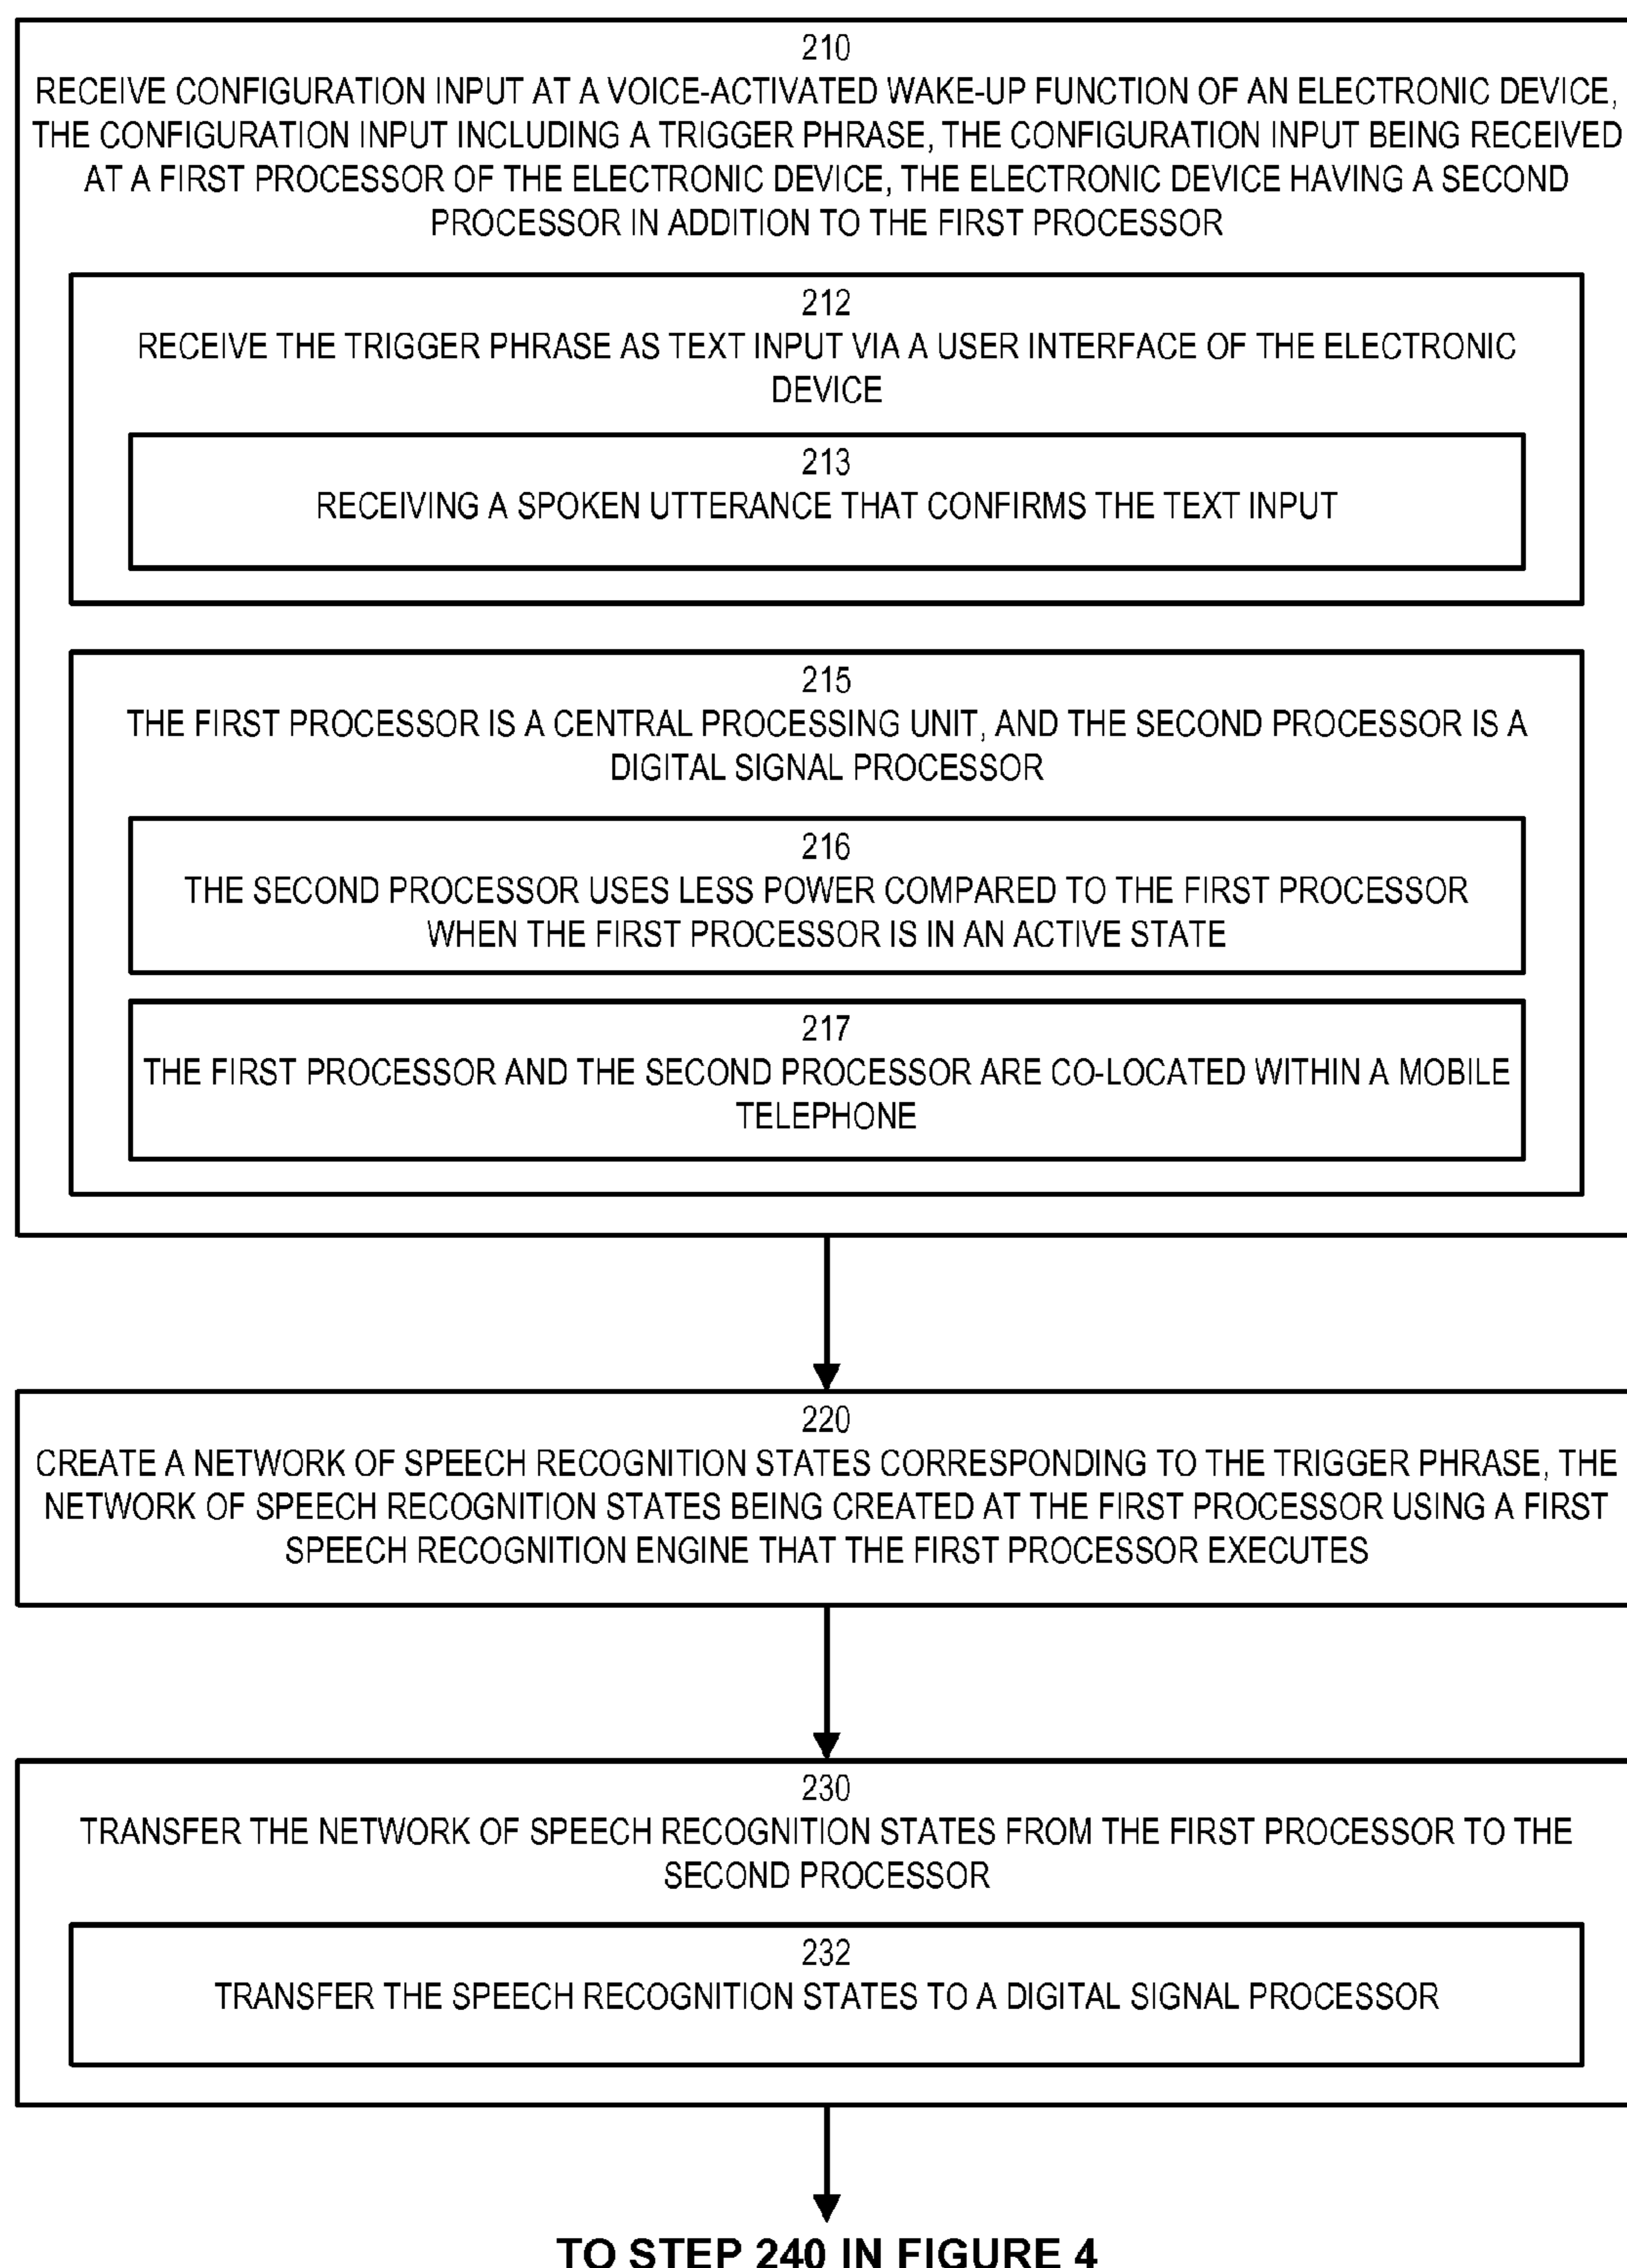 210
RECEIVE CONFIGURATION INPUT AT A VOICE-ACTIVATED WAKE-UP FUNCTION OF AN ELECTRONIC DEVICE,
THE CONFIGURATION INPUT INCLUDING A TRIGGER PHRASE, THE CONFIGURATION INPUT BEING RECEIVED
AT A FIRST PROCESSOR OF THE ELECTRONIC DEVICE, THE ELECTRONIC DEVICE HAVING A SECOND
PROCESSOR IN ADDITION TO THE FIRST PROCESSOR
212
RECEIVE THE TRIGGER PHRASE AS TEXT INPUT VIA A USER INTERFACE OF THE ELECTRONIC
DEVICE
213
RECEIVING A SPOKEN UTTERANCE THAT CONFIRMS THE TEXT INPUT
215
THE FIRST PROCESSOR IS A CENTRAL PROCESSING UNIT, AND THE SECOND PROCESSOR IS A
DIGITAL SIGNAL PROCESSOR
216
THE SECOND PROCESSOR USES LESS POWER COMPARED TO THE FIRST PROCESSOR
WHEN THE FIRST PROCESSOR IS IN AN ACTIVE STATE
217
THE FIRST PROCESSOR AND THE SECOND PROCESSOR ARE CO-LOCATED WITHIN A MOBILE
TELEPHONE
220
CREATE A NETWORK OF SPEECH RECOGNITION STATES CORRESPONDING TO THE TRIGGER PHRASE, THE
NETWORK OF SPEECH RECOGNITION STATES BEING CREATED AT THE FIRST PROCESSOR USING A FIRST
SPEECH RECOGNITION ENGINE THAT THE FIRST PROCESSOR EXECUTES
230
TRANSFER THE NETWORK OF SPEECH RECOGNITION STATES FROM THE FIRST PROCESSOR TO THE
SECOND PROCESSOR
232
TRANSFER THE SPEECH RECOGNITION STATES TO A DIGITAL SIGNAL PROCESSOR
TO STEP 240 IN FIGURE 4